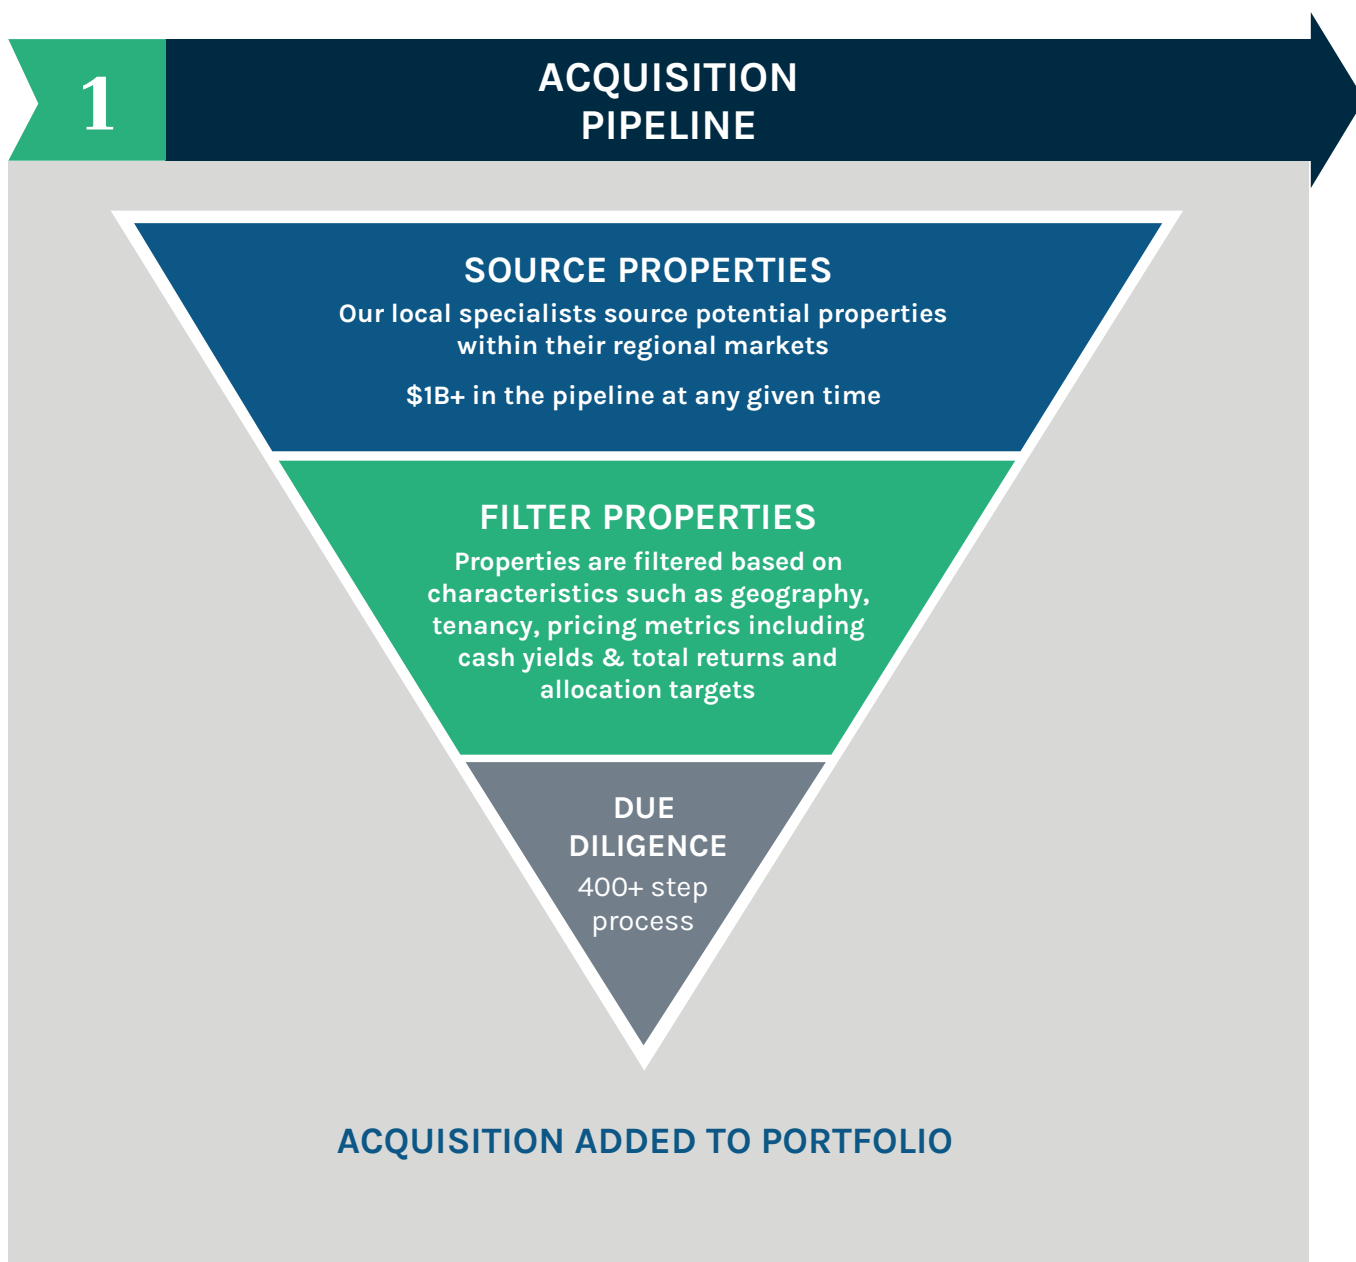 1
ACQUISITION
PIPELINE
SOURCE PROPERTIES
Our local specialists source potential properties
within their regional markets
$1B+ in the pipeline at any given time
FILTER PROPERTIES
Properties are filtered based on
characteristics such as geography,
tenancy, pricing metrics including
cash yields & total returns and
allocation targets
DUE
DILIGENCE
400+ step
process
ACQUISITION ADDED TO PORTFOLIO